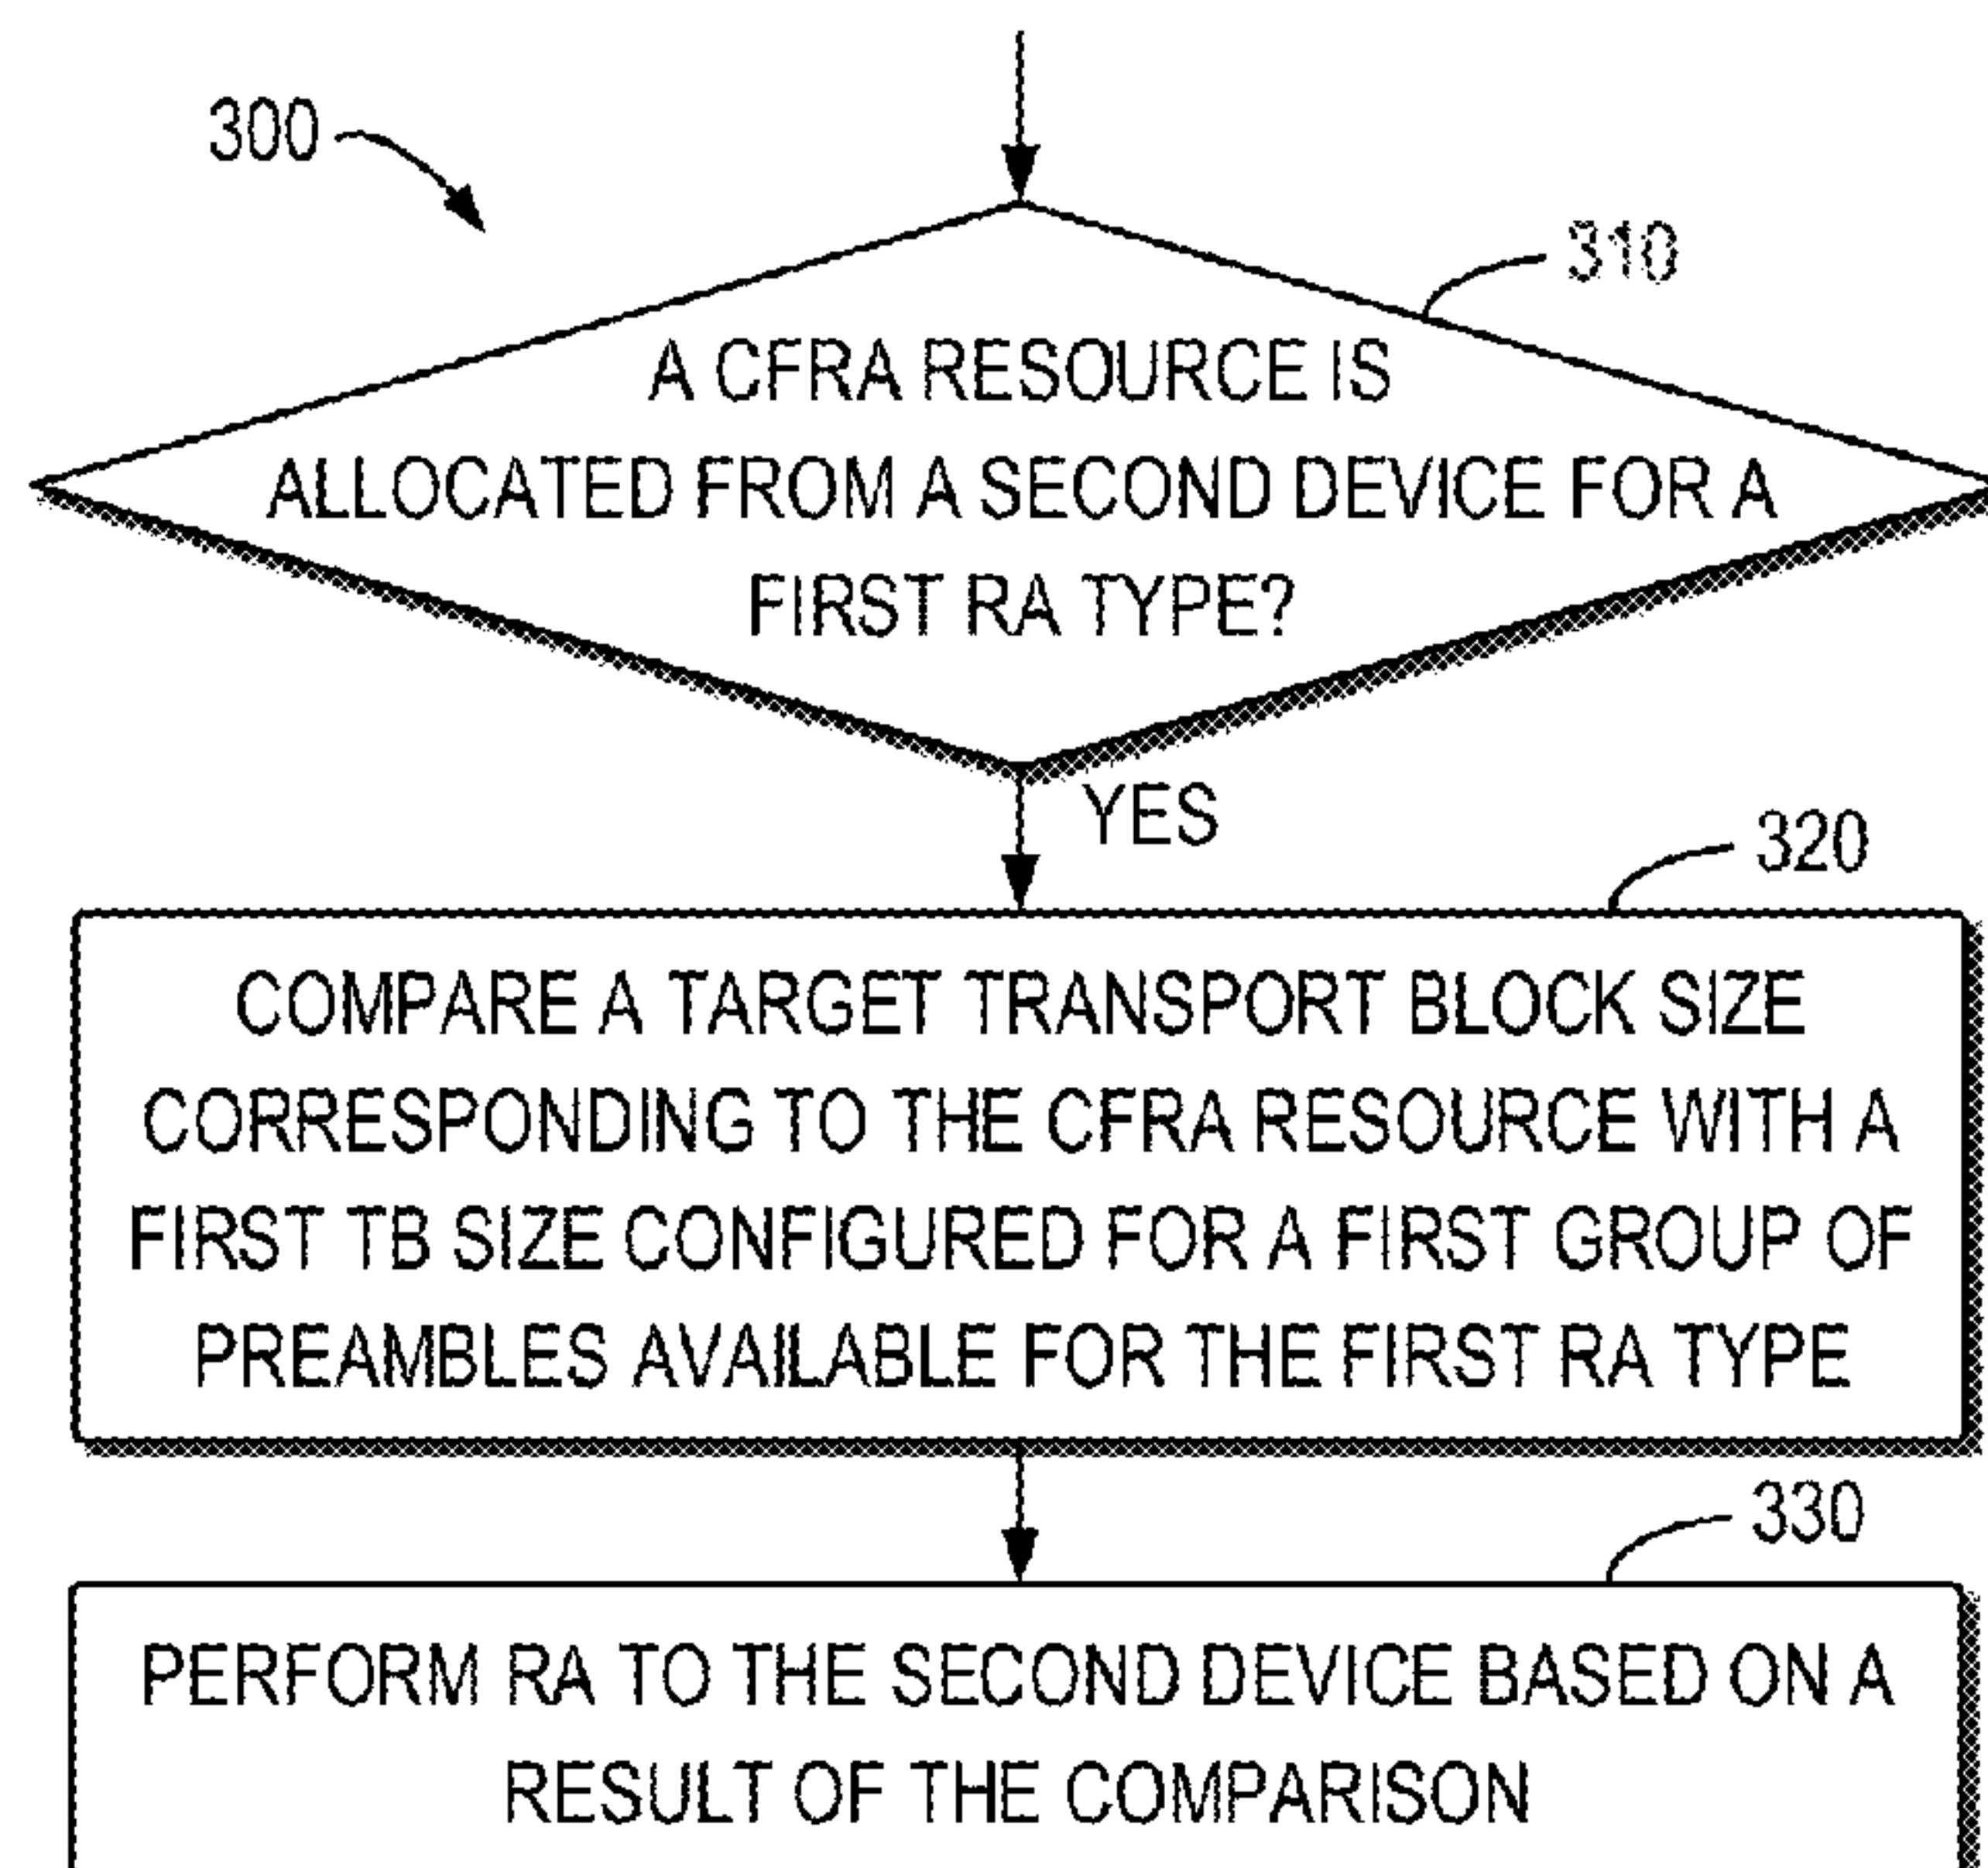 300
310
A CFRA RESOURCE IS
ALLOCATED FROM A SECOND DEVICE FOR A
FIRST RA TYPE?
YES
320
COMPARE A TARGET TRANSPORT BLOCK SIZE
CORRESPONDING TO THE CFRA RESOURCE WITH A
FIRST TB SIZE CONFIGURED FOR A FIRST GROUP OF
PREAMBLES AVAILABLE FOR THE FIRST RA TYPE
330
PERFORM RA TO THE SECOND DEVICE BASED ON A
RESULT OF THE COMPARISON